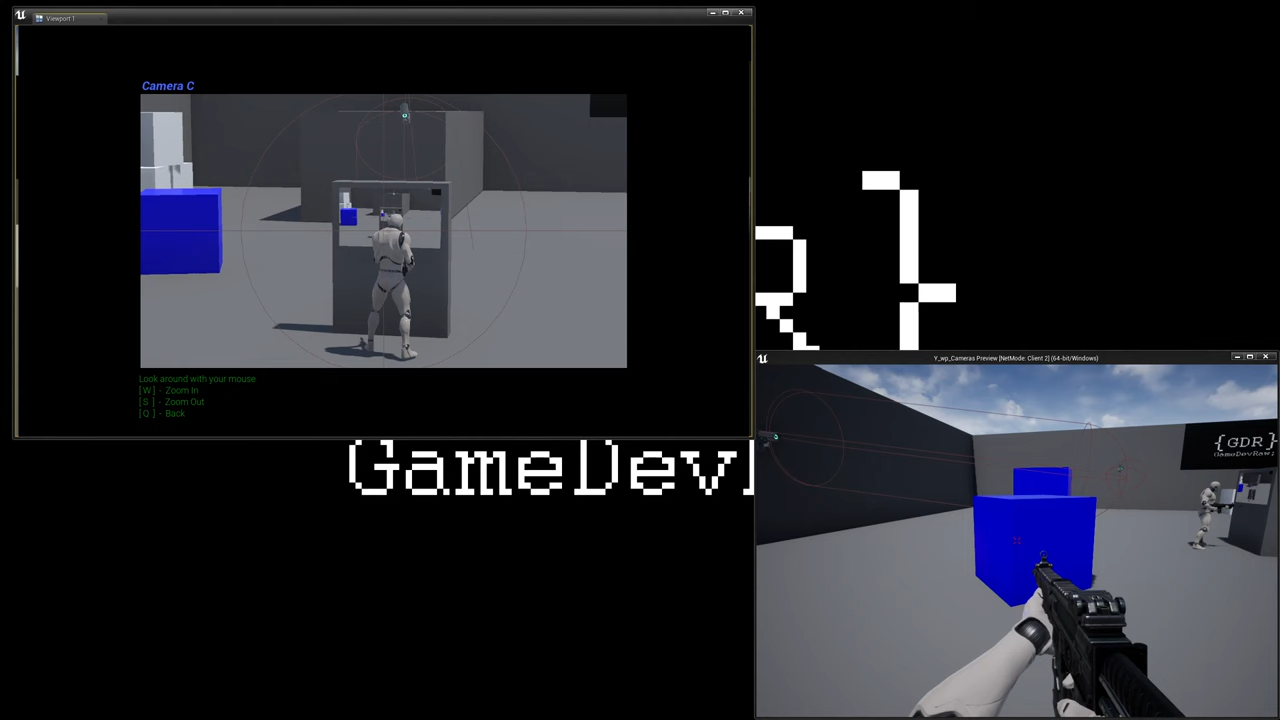 Viewport 1
Camera C
Look around with your mouse
[ W ] - Zoom In
[ S ] - Zoom Out
[ Q ] - Back
R}
GameDev
Y_wp_Cameras Preview [NetMode: Client 2] (64-bit/Windows)
{GDR}
GameDevRaw;